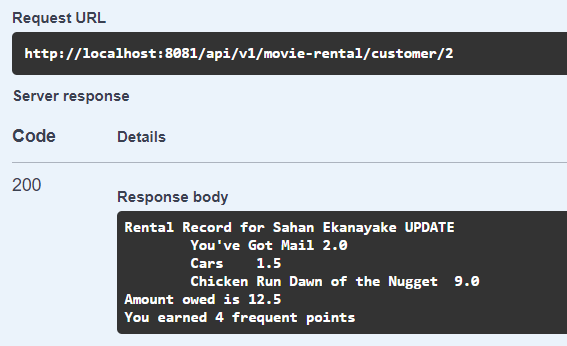 Request URL
http://localhost:8081/api/v1/movie-rental/customer/2
Server response
Code Details
200
Response body
Rental Record for Sahan Ekanayake UPDATE
You've Got Mail 2.0
Cars 1.5
Chicken Run Dawn of the Nugget 9.0
Amount owed is 12.5
You earned 4 frequent points